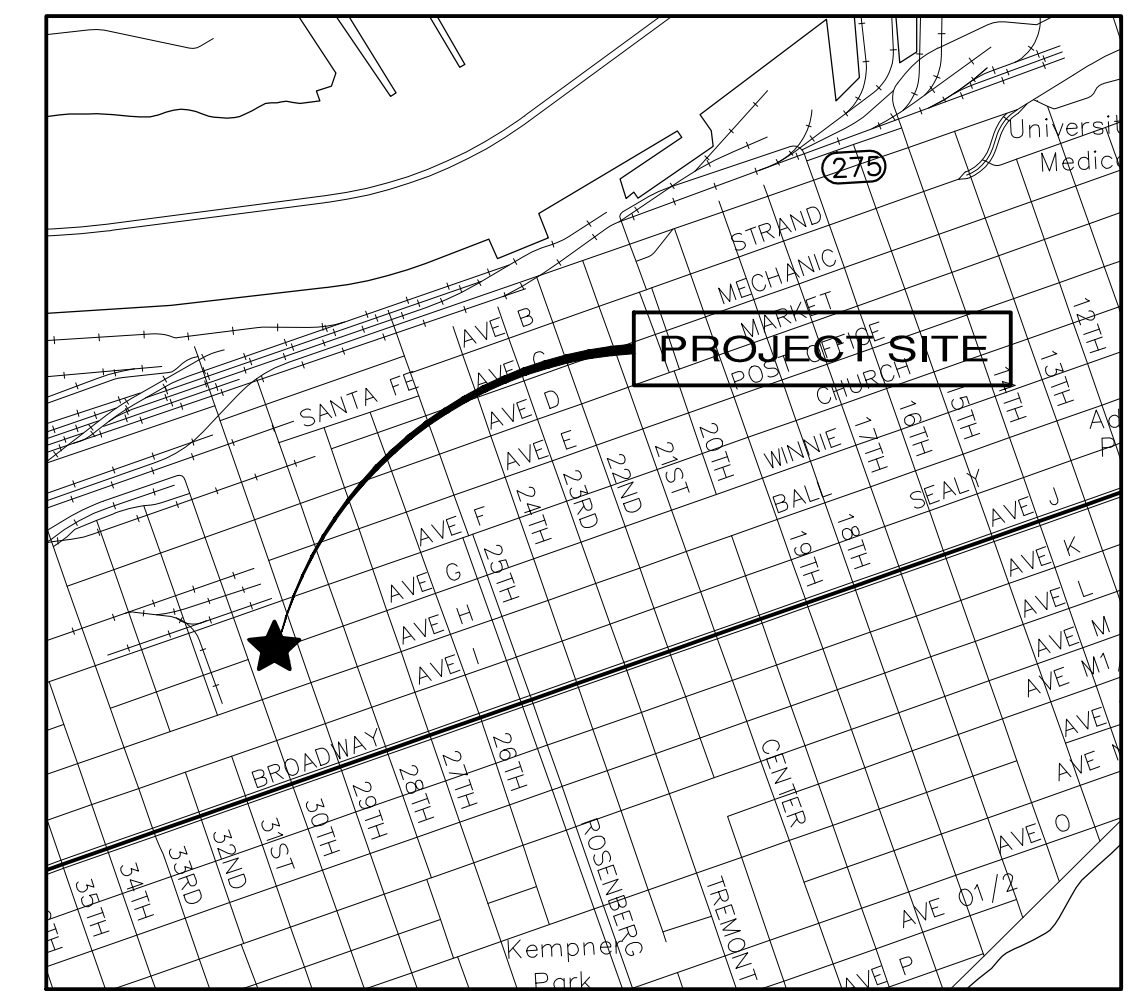 Universit
Medic
275
STRAND
MECHANIC
MARKET
POST OFFICE
CHURCH
PROJECT SITE
12TH
13TH
14TH
15TH
16TH
17TH
AVE B
AVE C
AVE D
AVE E
SANTA FE
20TH
21ST
22ND
23RD
24TH
25TH
WINNIE
BALL
SEALY
AVE J
18TH
19TH
AVE F
AVE G
AVE H
AVE I
AVE K
AVE L
AVE M
AVE M1
AVE
AVE
BROADWAY
26TH
27TH
28TH
29TH
30TH
31ST
32ND
33RD
34TH
35TH
CENTER
ROSENBERG
TREMONT
AVE O
AVE O1/2
AVE P
Kempner
Park